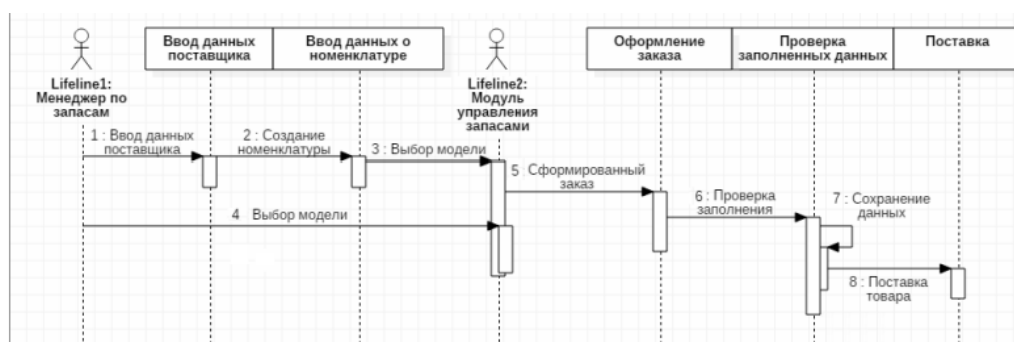 Ввод данных
поставщика
Ввод данных о
номенклатуре
Оформление
заказа
Проверка
заполненных данных
Поставка
Lifeline1:
Менеджер по
запасам
Lifeline2:
Модуль
управления
запасами
1 : Ввод данных
поставщика
2 : Создание
номенклатуры
3 : Выбор модели
4 Выбор модели
5 Сформированный
заказ
6 : Проверка
заполнения
7 : Сохранение
данных
8 : Поставка
товара